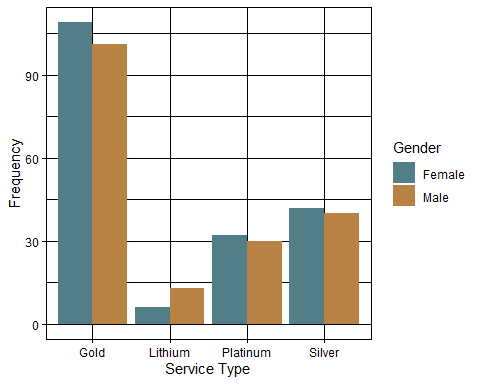 Frequency
90
60
30
0
Gold Lithium Platinum Silver
Service Type
Gender
Female
Male